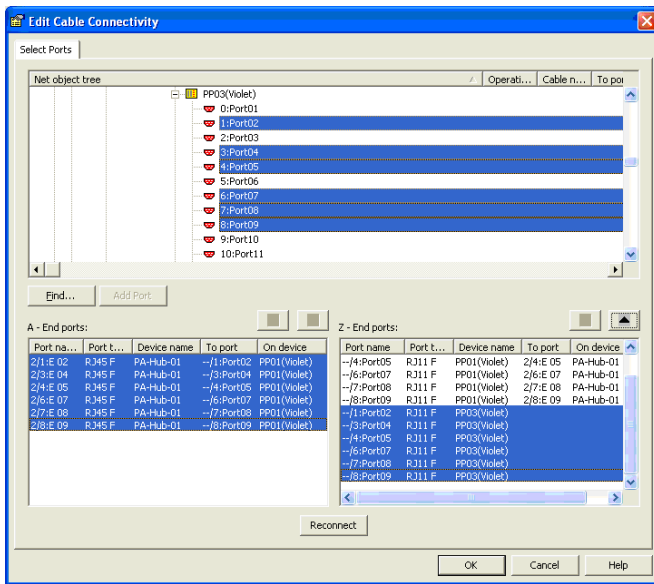 Edit Cable Connectivity
Select Ports
Net object tree Operati... Cable n... To por
PP03(Violet)
0:Port01
1:Port02
2:Port03
3:Port04
4:Port05
5:Port06
6:Port07
7:Port08
8:Port09
9:Port10
10:Port11
Find... Add Port
A - End ports: Z - End ports:
Port na... Port t... Device name To port On device Port name Port t... Device name To port On device
2/1:E 02 RJ45 F PA-Hub-01 --/1:Port02 PP01(Violet) --/4:Port05 RJ11 F PP01(Violet) 2/4:E 05 PA-Hub-01
2/3:E 04 RJ45 F PA-Hub-01 --/3:Port04 PP01(Violet) --/6:Port07 RJ11 F PP01(Violet) 2/6:E 07 PA-Hub-01
2/4:E 05 RJ45 F PA-Hub-01 --/4:Port05 PP01(Violet) --/7:Port08 RJ11 F PP01(Violet) 2/7:E 08 PA-Hub-01
2/6:E 07 RJ45 F PA-Hub-01 --/6:Port07 PP01(Violet) --/8:Port09 RJ11 F PP01(Violet) 2/8:E 09 PA-Hub-01
2/7:E 08 RJ45 F PA-Hub-01 --/7:Port08 PP01(Violet) --/1:Port02 RJ11 F PP03(Violet)
2/8:E 09 RJ45 F PA-Hub-01 --/8:Port09 PP01(Violet) --/3:Port04 RJ11 F PP03(Violet)
--/4:Port05 RJ11 F PP03(Violet)
--/6:Port07 RJ11 F PP03(Violet)
--/7:Port08 RJ11 F PP03(Violet)
--/8:Port09 RJ11 F PP03(Violet)
Reconnect
OK Cancel Help